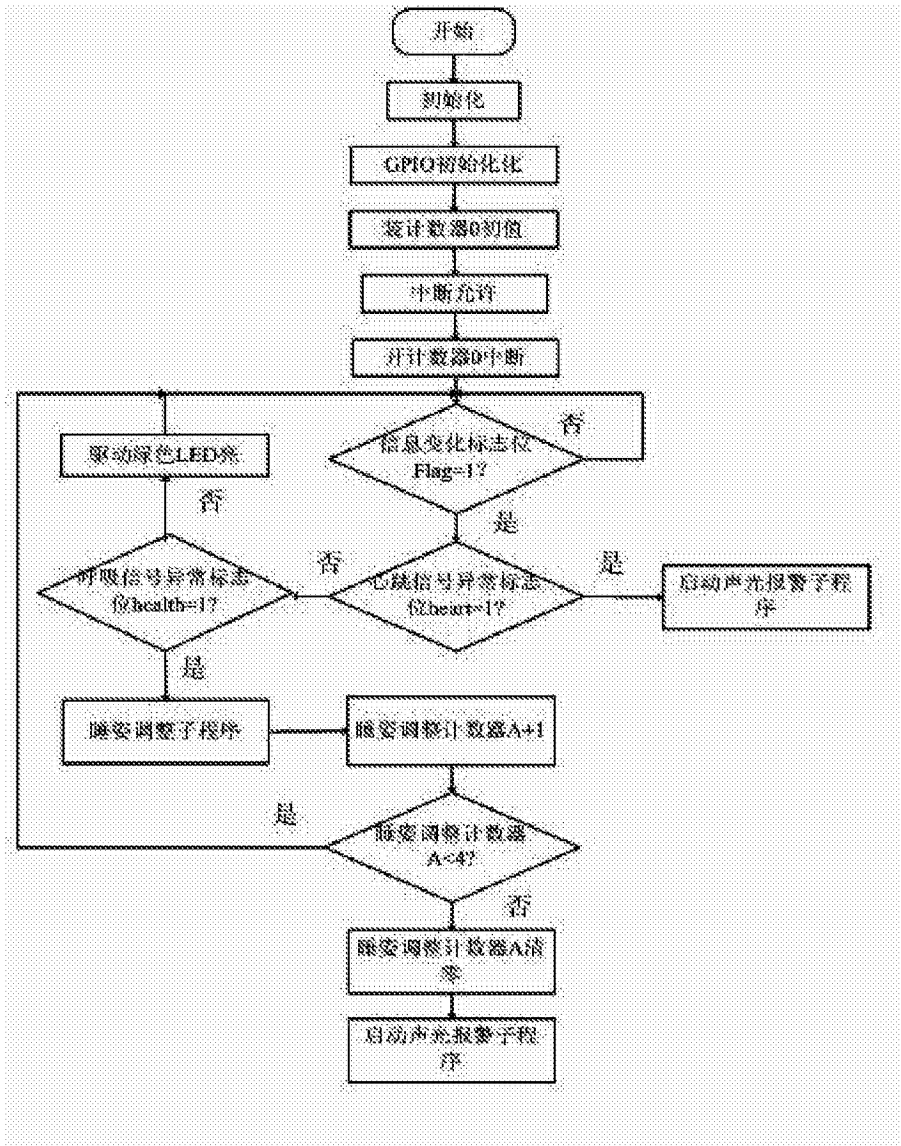 开始
初始化
GPIO初始化化
装计数器0初值
中断允许
开计数器0中断
驱动绿色LED亮
信息变化标志位
Flag=1?
否
否
是
呼吸信号异常标志
位health=1?
否
心跳信号异常标志
位heart=1?
是
启动声光报警子程
序
是
睡姿调整子程序
睡姿调整计数器A+1
是
睡姿调整计数器
A<4?
否
睡姿调整计数器A清
零
启动声光报警子程
序